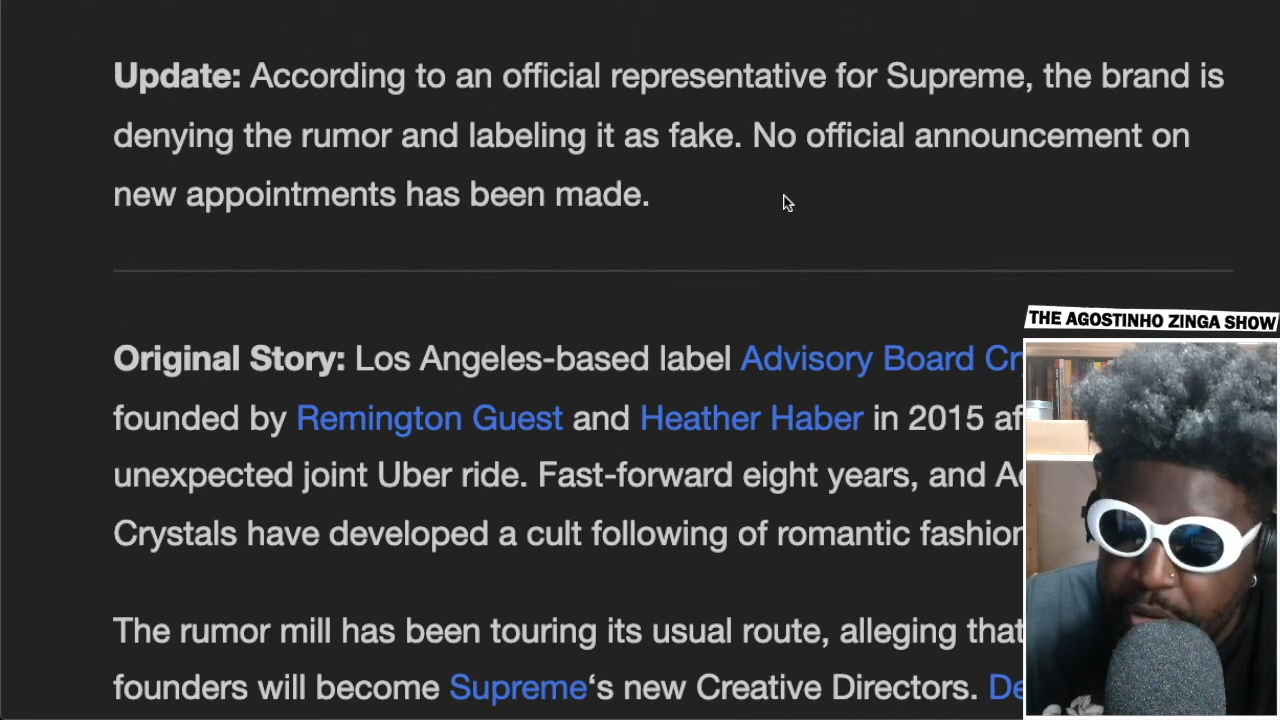 Update: According to an official representative for Supreme, the brand is
denying the rumor and labeling it as fake. No official announcement on
new appointments has been made.
THE AGOSTINHO ZINGA SHOW
Original Story: Los Angeles-based label Advisory Board
founded by Remington Guest and Heather Haber in 2015
unexpected joint Uber ride. Fast-forward eight years, and
Crystals have developed a cult following of romantic fashion
The rumor mill has been touring its usual route, alleging that
founders will become Supreme‘s new Creative Directors.